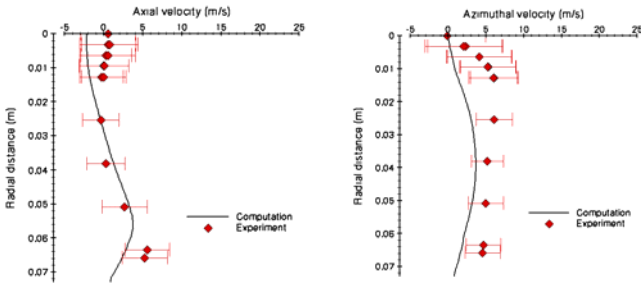 Axial velocity (m/s)
-5 0 5 10 15 20 25
0
0.01
0.02
0.03
0.04
0.05
0.06
0.07
Radial distance (m)
Computation
Experiment
Azimuthal velocity (m/s)
-5 0 5 10 15 20 25
0
0.01
0.02
0.03
0.04
0.05
0.06
0.07
Radial distance (m)
Computation
Experiment